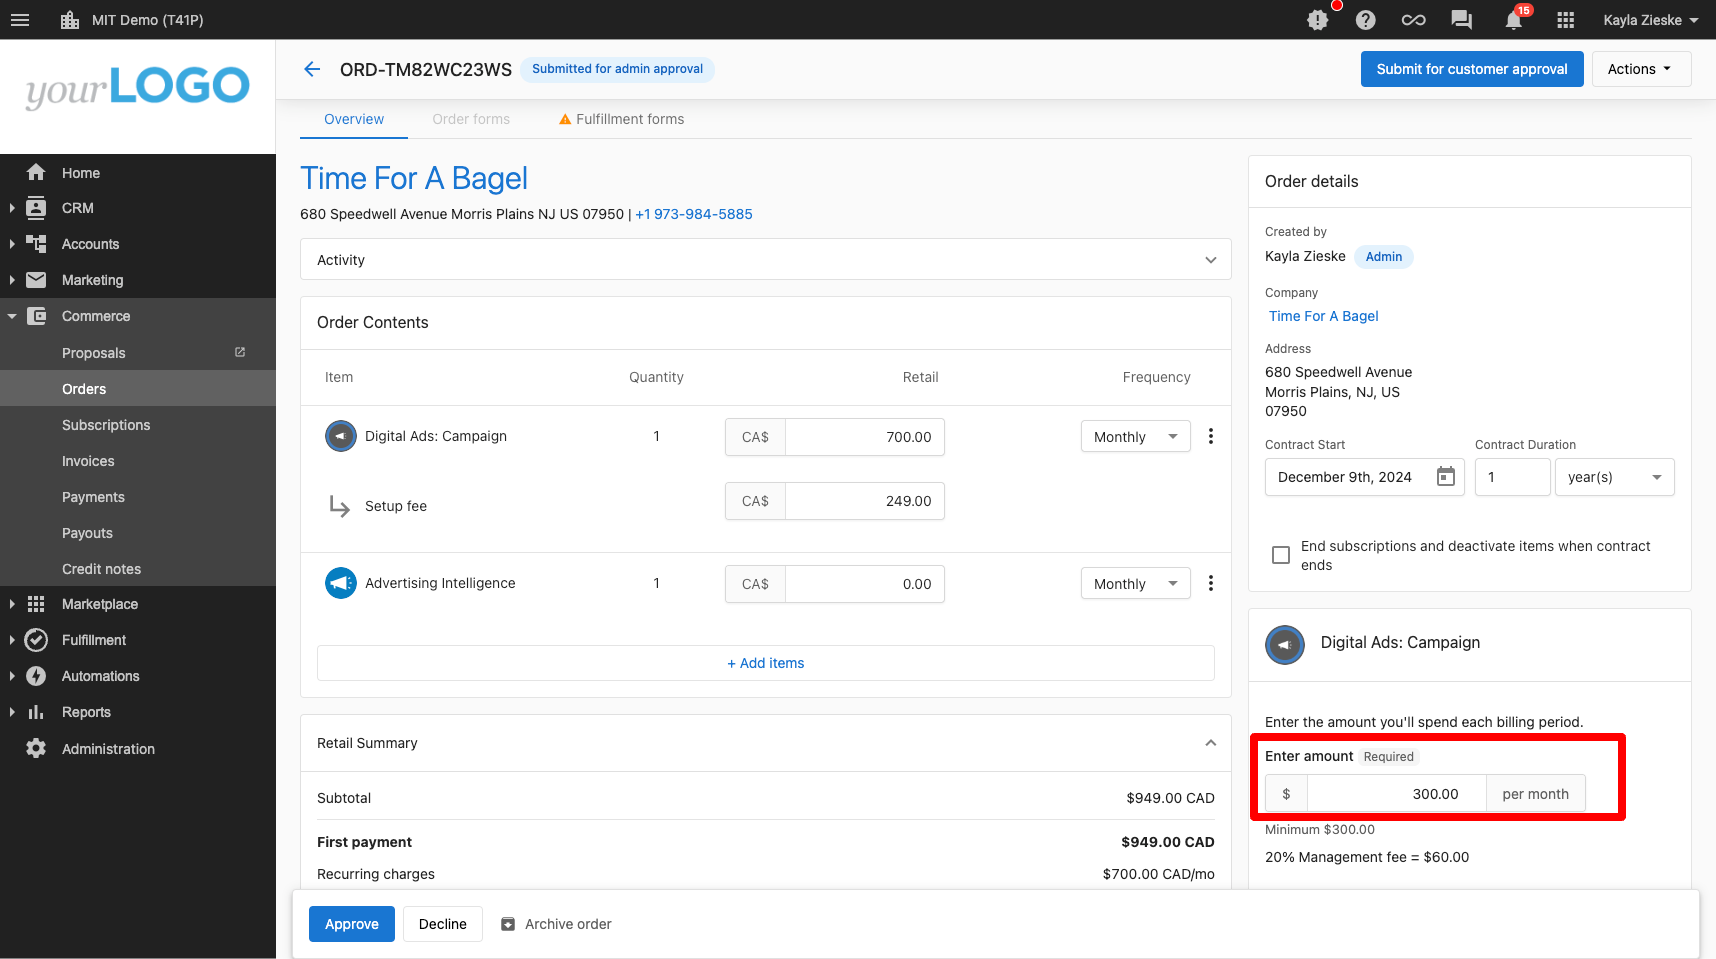 MIT Demo (T41P)
15
Kayla Zieske
yourLOGO
ORD-TM82WC23WS
Submitted for admin approval
Submit for customer approval
Actions
Overview
Order forms
Fulfillment forms
Home
CRM
Accounts
Marketing
Commerce
Proposals
Orders
Subscriptions
Invoices
Payments
Payouts
Credit notes
Marketplace
Fulfillment
Automations
Reports
Administration
Time For A Bagel
680 Speedwell Avenue Morris Plains NJ US 07950 | +1 973-984-5885
Activity
Order Contents
Item Quantity Retail Frequency
Digital Ads: Campaign 1 CA$ 700.00 Monthly
Setup fee CA$ 249.00
Advertising Intelligence 1 CA$ 0.00 Monthly
+ Add items
Retail Summary
Subtotal $949.00 CAD
First payment $949.00 CAD
Recurring charges $700.00 CAD/mo
Approve
Decline
Archive order
Order details
Created by
Kayla Zieske Admin
Company
Time For A Bagel
Address
680 Speedwell Avenue
Morris Plains, NJ, US
07950
Contract Start Contract Duration
December 9th, 2024 1 year(s)
End subscriptions and deactivate items when contract
ends
Digital Ads: Campaign
Enter the amount you'll spend each billing period.
Enter amount Required
$ 300.00 per month
Minimum $300.00
20% Management fee = $60.00